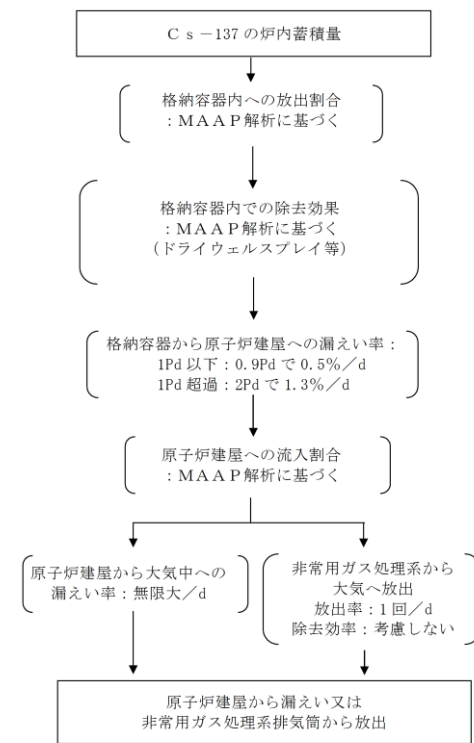 Ｃｓ－137の炉内蓄積量
格納容器内への放出割合
：ＭＡＡＰ解析に基づく
格納容器内での除去効果
：ＭＡＡＰ解析に基づく
（ドライウェルスプレイ等）
格納容器から原子炉建屋への漏えい率：
1Pd 以下：0.9Pd で 0.5％／d
1Pd 超過：2Pd で 1.3％／d
原子炉建屋への流入割合
：ＭＡＡＰ解析に基づく
原子炉建屋から大気中への
漏えい率：無限大／d
非常用ガス処理系から
大気へ放出
放出率：1 回／d
除去効率：考慮しない
原子炉建屋から漏えい又は
非常用ガス処理系排気筒から放出